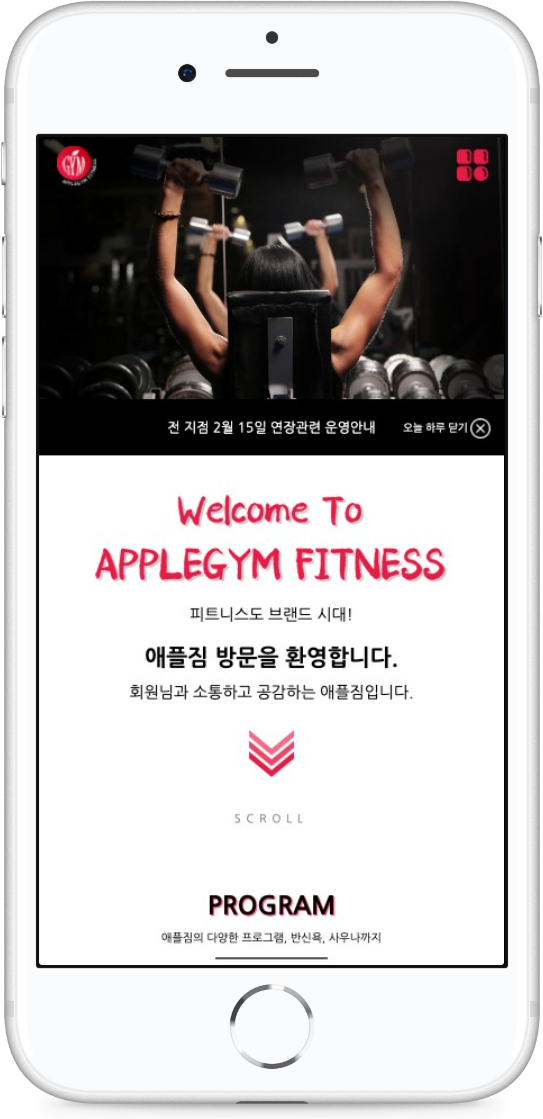 GYM
APPLEGYM FITNESS
전 지점 2월 15일 연장관련 운영안내
오늘 하루 닫기
Welcome To
APPLEGYM FITNESS
피트니스도 브랜드 시대!
애플짐 방문을 환영합니다.
회원님과 소통하고 공감하는 애플짐입니다.
SCROLL
PROGRAM
애플짐의 다양한 프로그램, 반신욕, 사우나까지